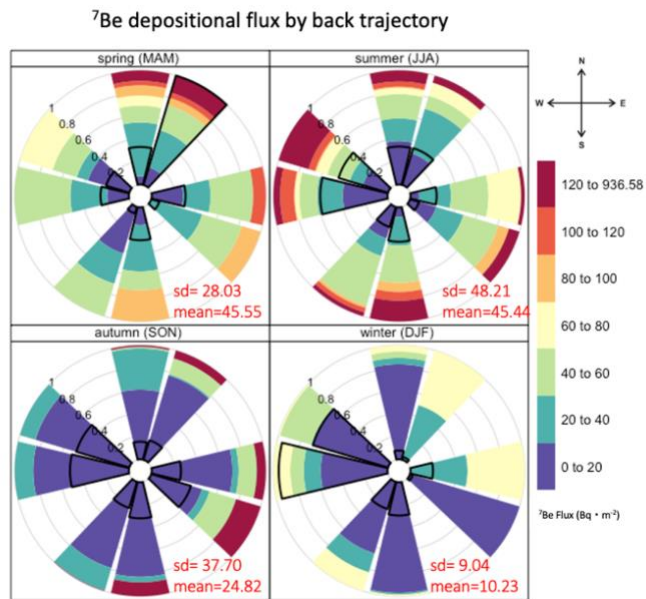 ⁷Be depositional flux by back trajectory
spring (MAM)
1
0.8
0.6
0.4
0.2
sd= 28.03
mean=45.55
summer (JJA)
1
0.8
0.6
0.4
0.2
sd= 48.21
mean=45.44
autumn (SON)
1
0.8
0.6
0.4
0.2
sd= 37.70
mean=24.82
winter (DJF)
1
0.8
0.6
0.4
0.2
sd= 9.04
mean=10.23
N
W
E
S
120 to 936.58
100 to 120
80 to 100
60 to 80
40 to 60
20 to 40
0 to 20
⁷Be Flux (Bq・m⁻²)